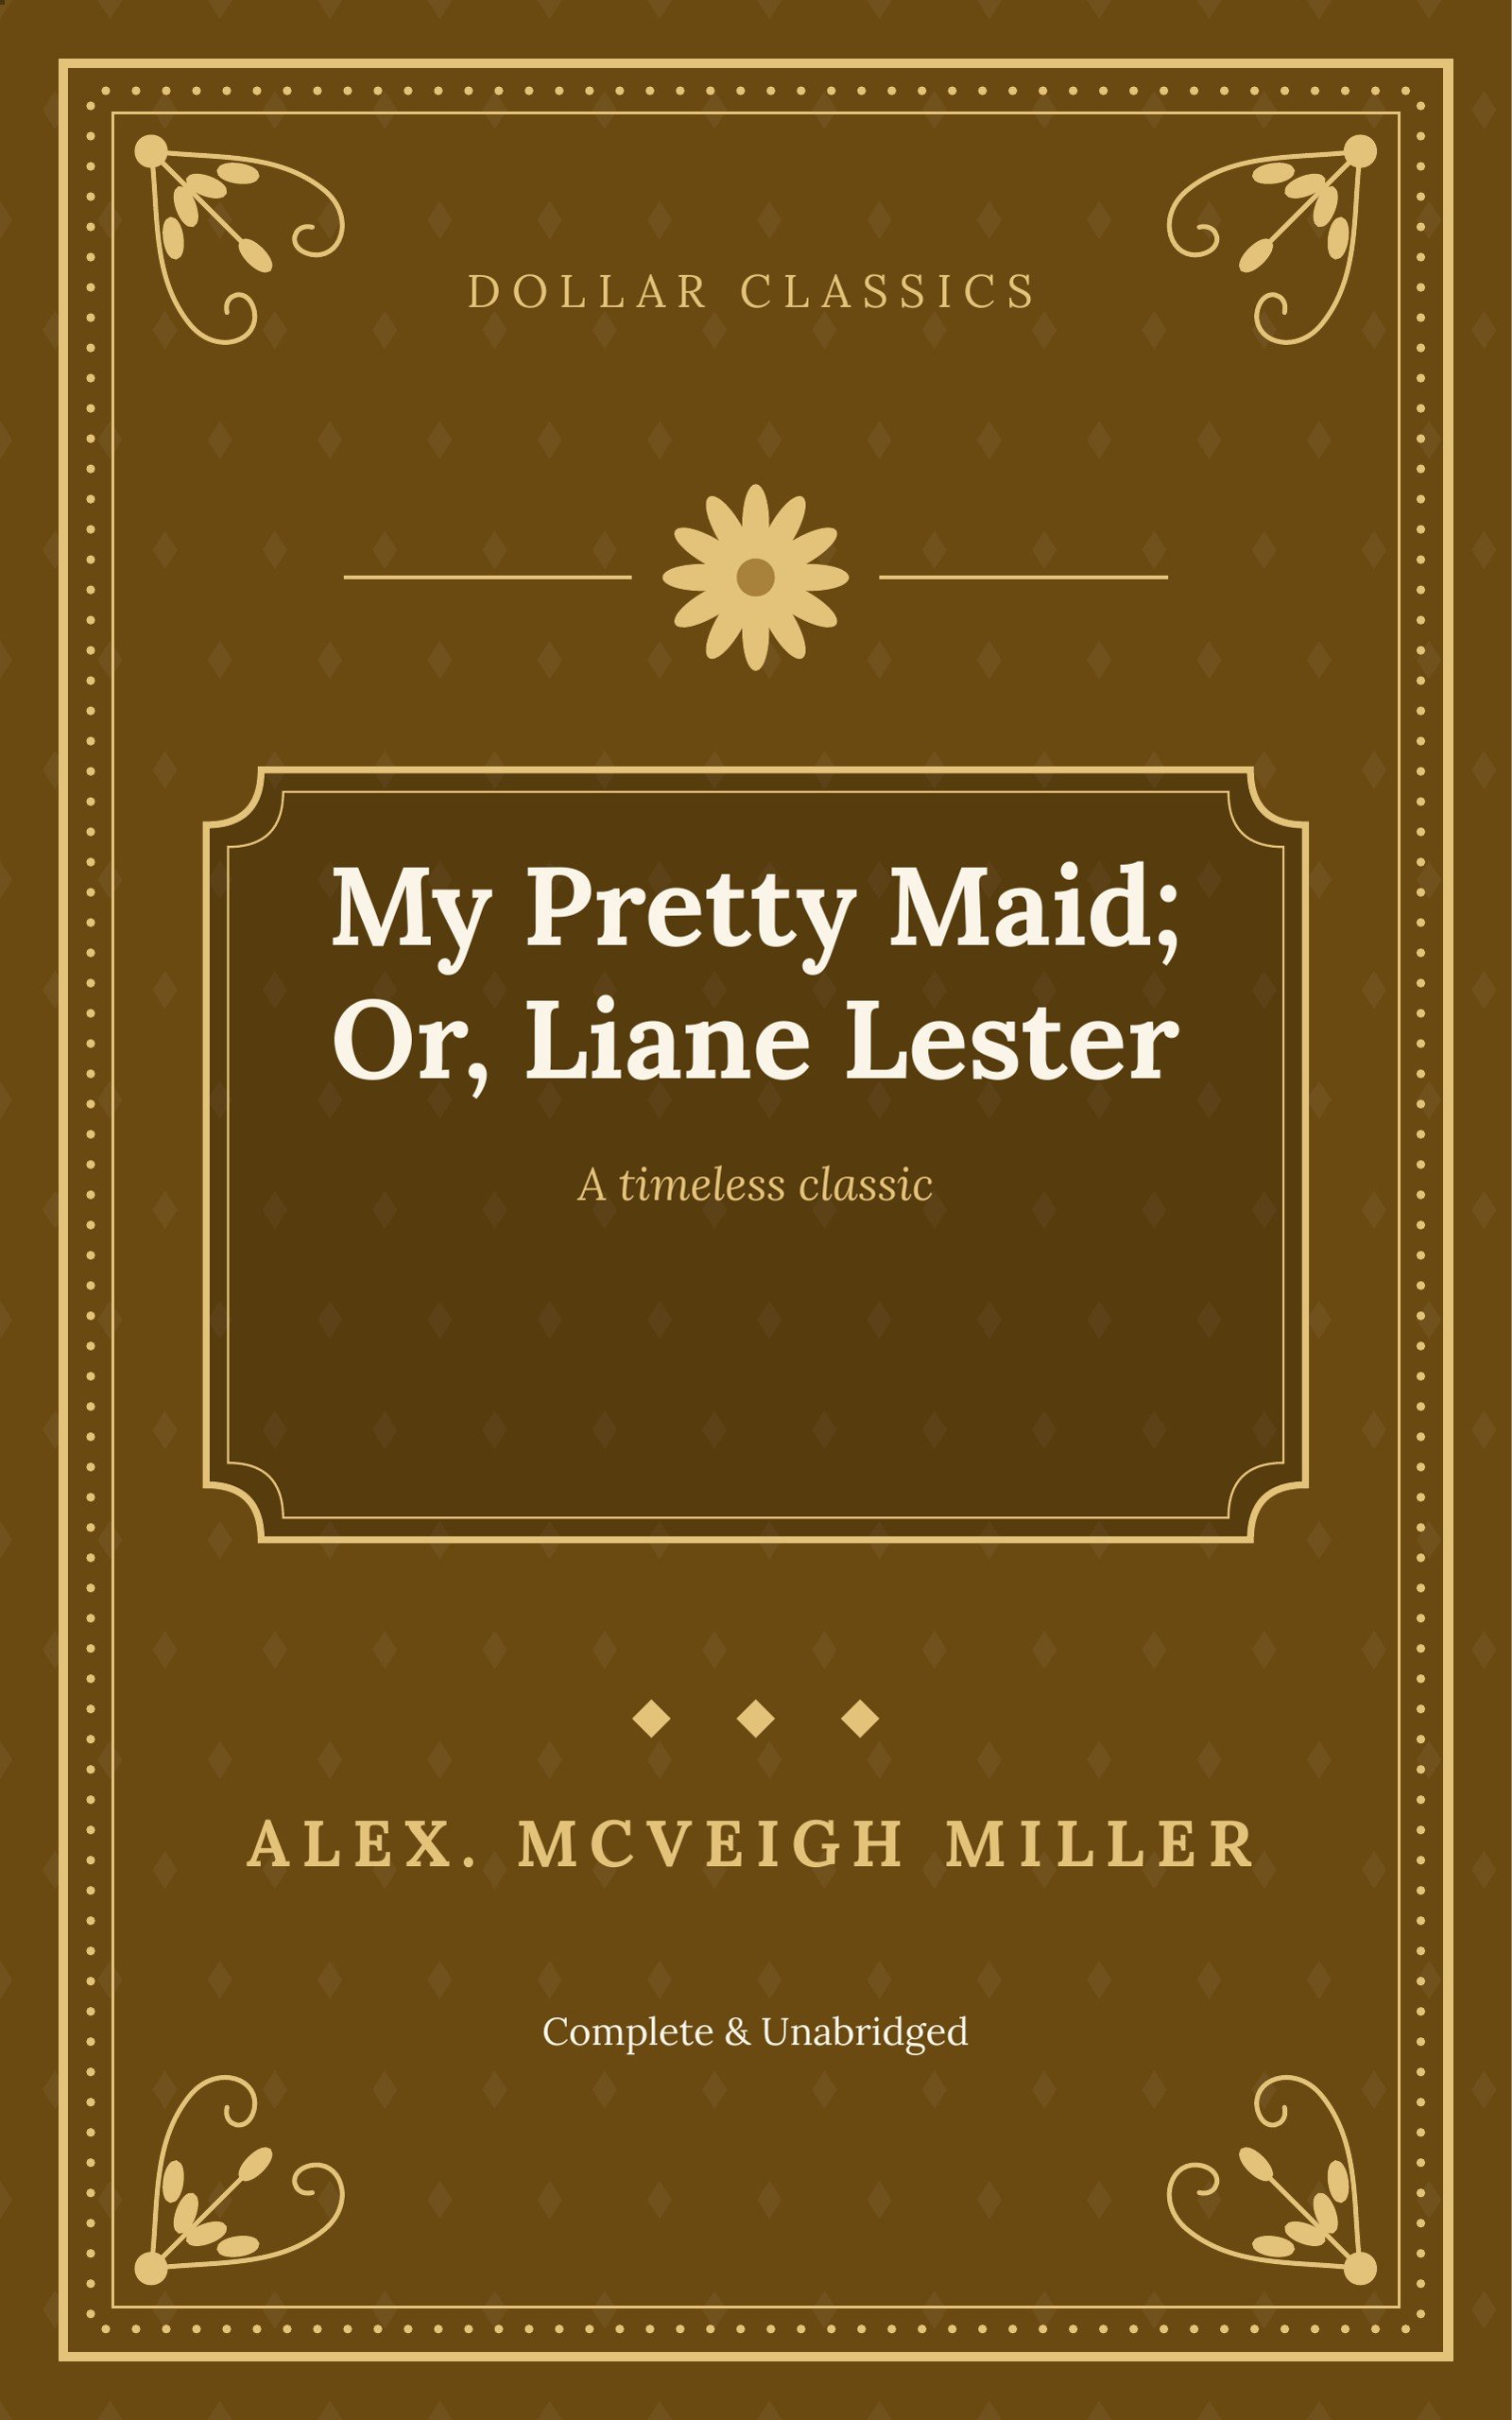 DOLLAR CLASSICS
My Pretty Maid;
Or, Liane Lester
A timeless classic
ALEX. MCVEIGH MILLER
Complete & Unabridged